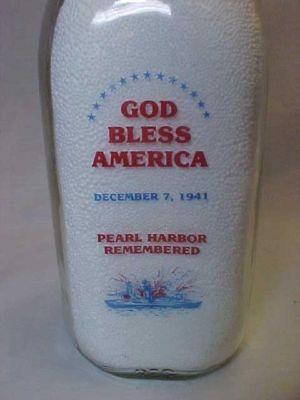 GOD
BLESS
AMERICA
DECEMBER 7, 1941
PEARL HARBOR
REMEMBERED